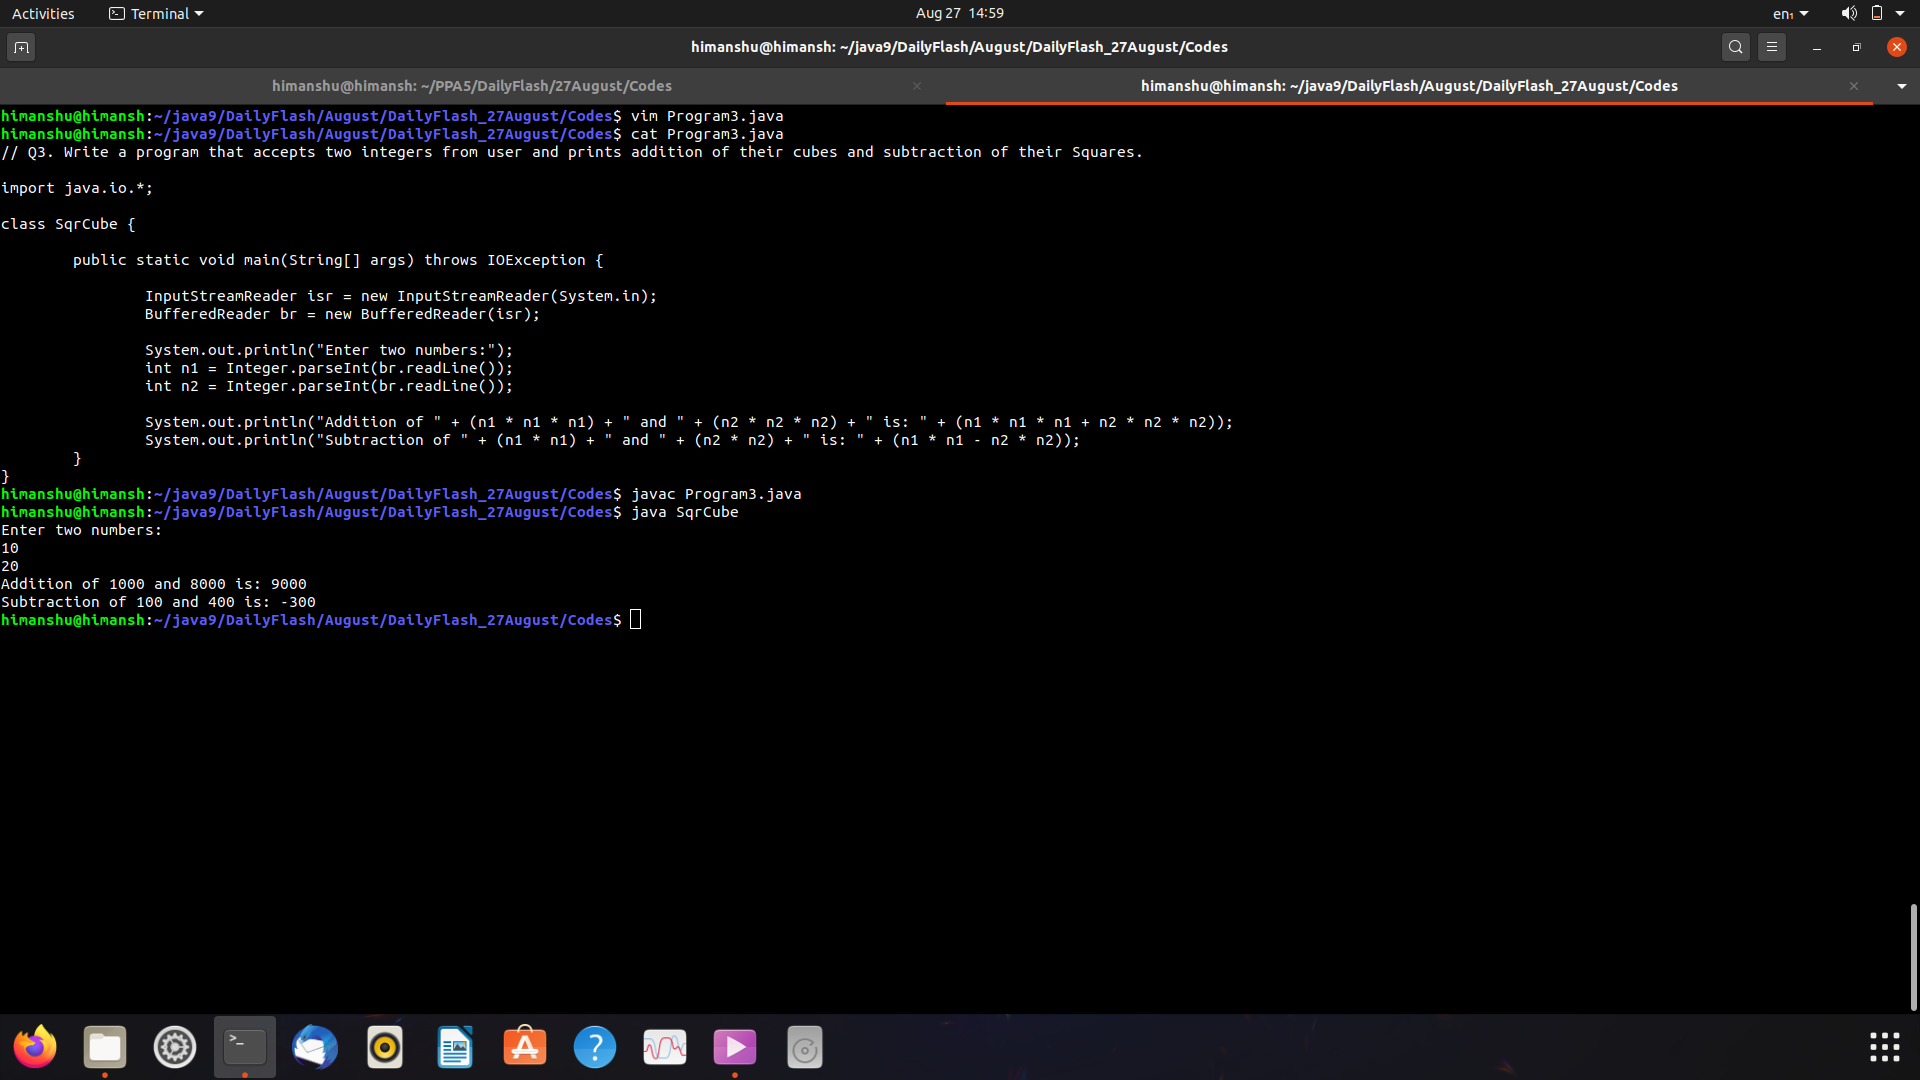 Activities
Terminal
Aug 27 14:59
en₁
himanshu@himansh: ~/java9/DailyFlash/August/DailyFlash_27August/Codes
himanshu@himansh: ~/PPA5/DailyFlash/27August/Codes
himanshu@himansh: ~/java9/DailyFlash/August/DailyFlash_27August/Codes
himanshu@himansh:~/java9/DailyFlash/August/DailyFlash_27August/Codes$ vim Program3.java
himanshu@himansh:~/java9/DailyFlash/August/DailyFlash_27August/Codes$ cat Program3.java
// Q3. Write a program that accepts two integers from user and prints addition of their cubes and subtraction of their Squares.
import java.io.*;
class SqrCube {
        public static void main(String[] args) throws IOException {
                InputStreamReader isr = new InputStreamReader(System.in);
                BufferedReader br = new BufferedReader(isr);
                System.out.println("Enter two numbers:");
                int n1 = Integer.parseInt(br.readLine());
                int n2 = Integer.parseInt(br.readLine());
                System.out.println("Addition of " + (n1 * n1 * n1) + " and " + (n2 * n2 * n2) + " is: " + (n1 * n1 * n1 + n2 * n2 * n2));
                System.out.println("Subtraction of " + (n1 * n1) + " and " + (n2 * n2) + " is: " + (n1 * n1 - n2 * n2));
        }
}
himanshu@himansh:~/java9/DailyFlash/August/DailyFlash_27August/Codes$ javac Program3.java
himanshu@himansh:~/java9/DailyFlash/August/DailyFlash_27August/Codes$ java SqrCube
Enter two numbers:
10
20
Addition of 1000 and 8000 is: 9000
Subtraction of 100 and 400 is: -300
himanshu@himansh:~/java9/DailyFlash/August/DailyFlash_27August/Codes$